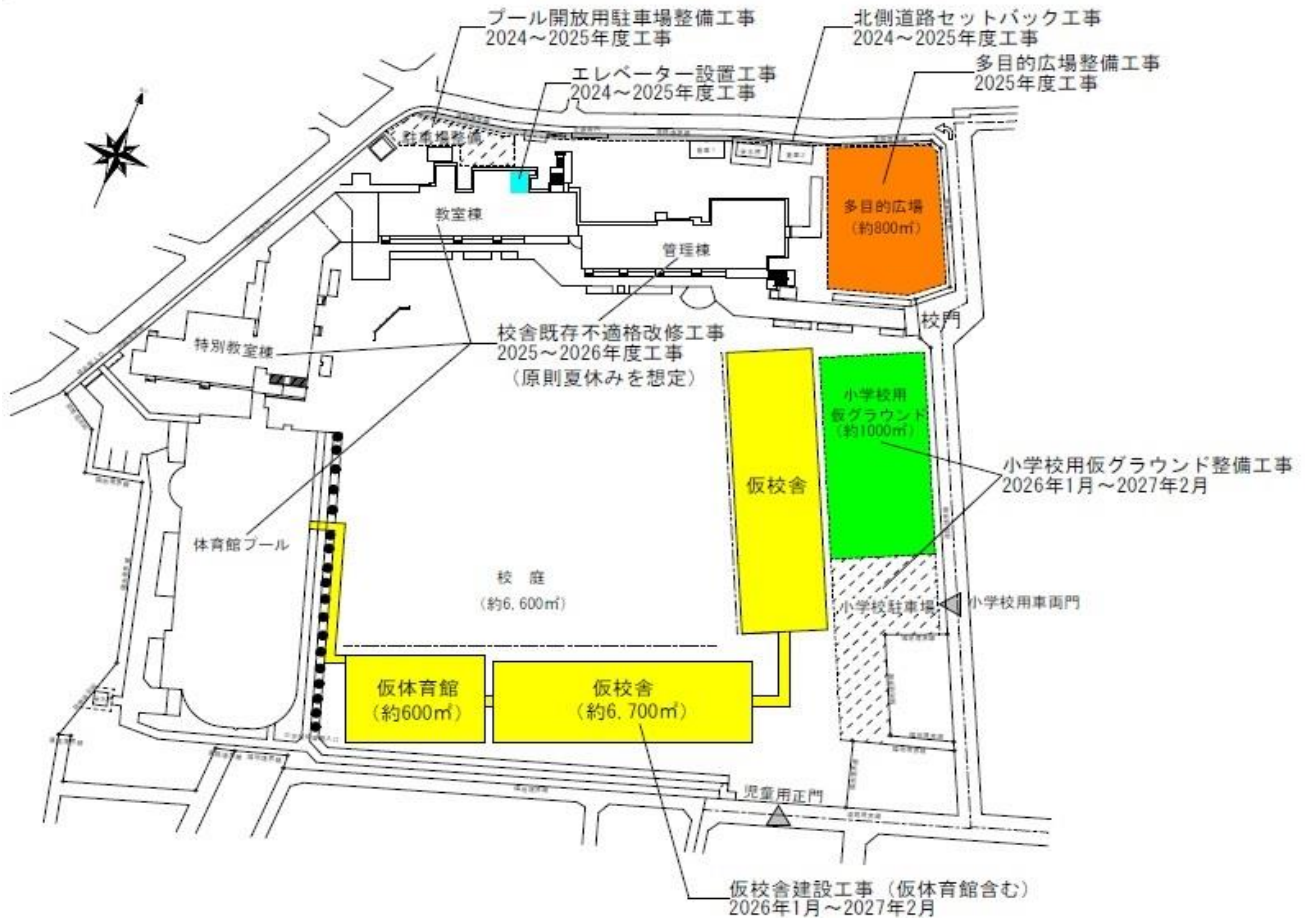 プール開放用駐車場整備工事
2024～2025年度工事
北側道路セットバック工事
2024～2025年度工事
エレベーター設置工事
2024～2025年度工事
多目的広場整備工事
2025年度工事
駐車場整備
教室棟
管理棟
多目的広場
（約800㎡）
校門
特別教室棟
校舎既存不適格改修工事
2025～2026年度工事
（原則夏休みを想定）
小学校用
仮グラウンド
（約1000㎡）
小学校用仮グラウンド整備工事
2026年1月～2027年2月
仮校舎
体育館プール
校 庭
（約6,600㎡）
小学校駐車場
小学校用車両門
仮体育館
（約600㎡）
仮校舎
（約6,700㎡）
児童用正門
仮校舎建設工事（仮体育館含む）
2026年1月～2027年2月